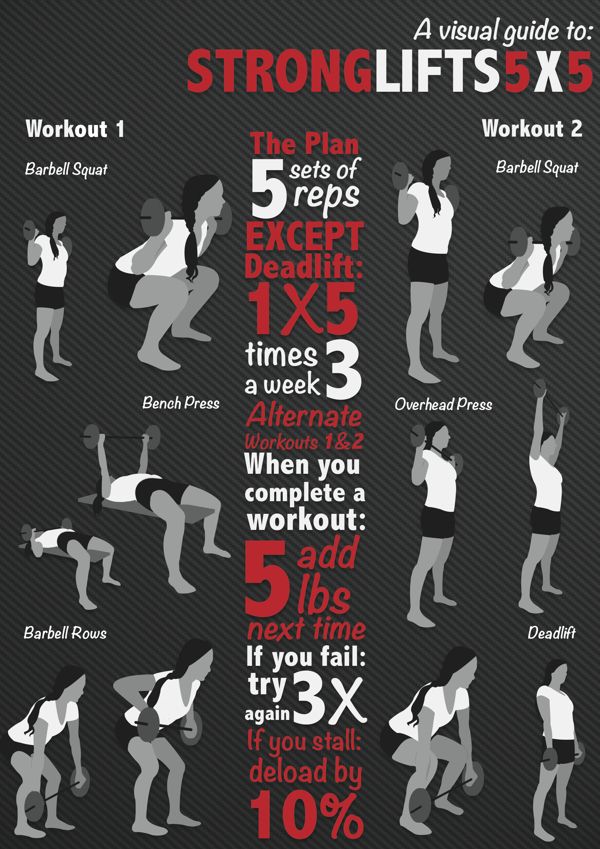 A visual guide to:
STRONGLIFTS5X5
Workout 1
Barbell Squat
Bench Press
Barbell Rows
The Plan
5 sets of
reps
EXCEPT
Deadlift:
1X5
times
a week 3
Alternate
Workouts 1&2
When you
complete a
workout:
5 add
lbs
next time
If you fail:
try
again 3X
If you stall:
deload by
10%
Workout 2
Barbell Squat
Overhead Press
Deadlift